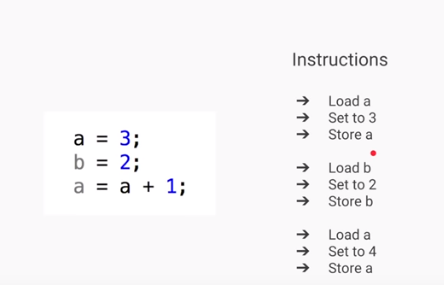 a = 3;
b = 2;
a = a + 1;
Instructions
→ Load a
→ Set to 3
→ Store a
→ Load b
→ Set to 2
→ Store b
→ Load a
→ Set to 4
→ Store a